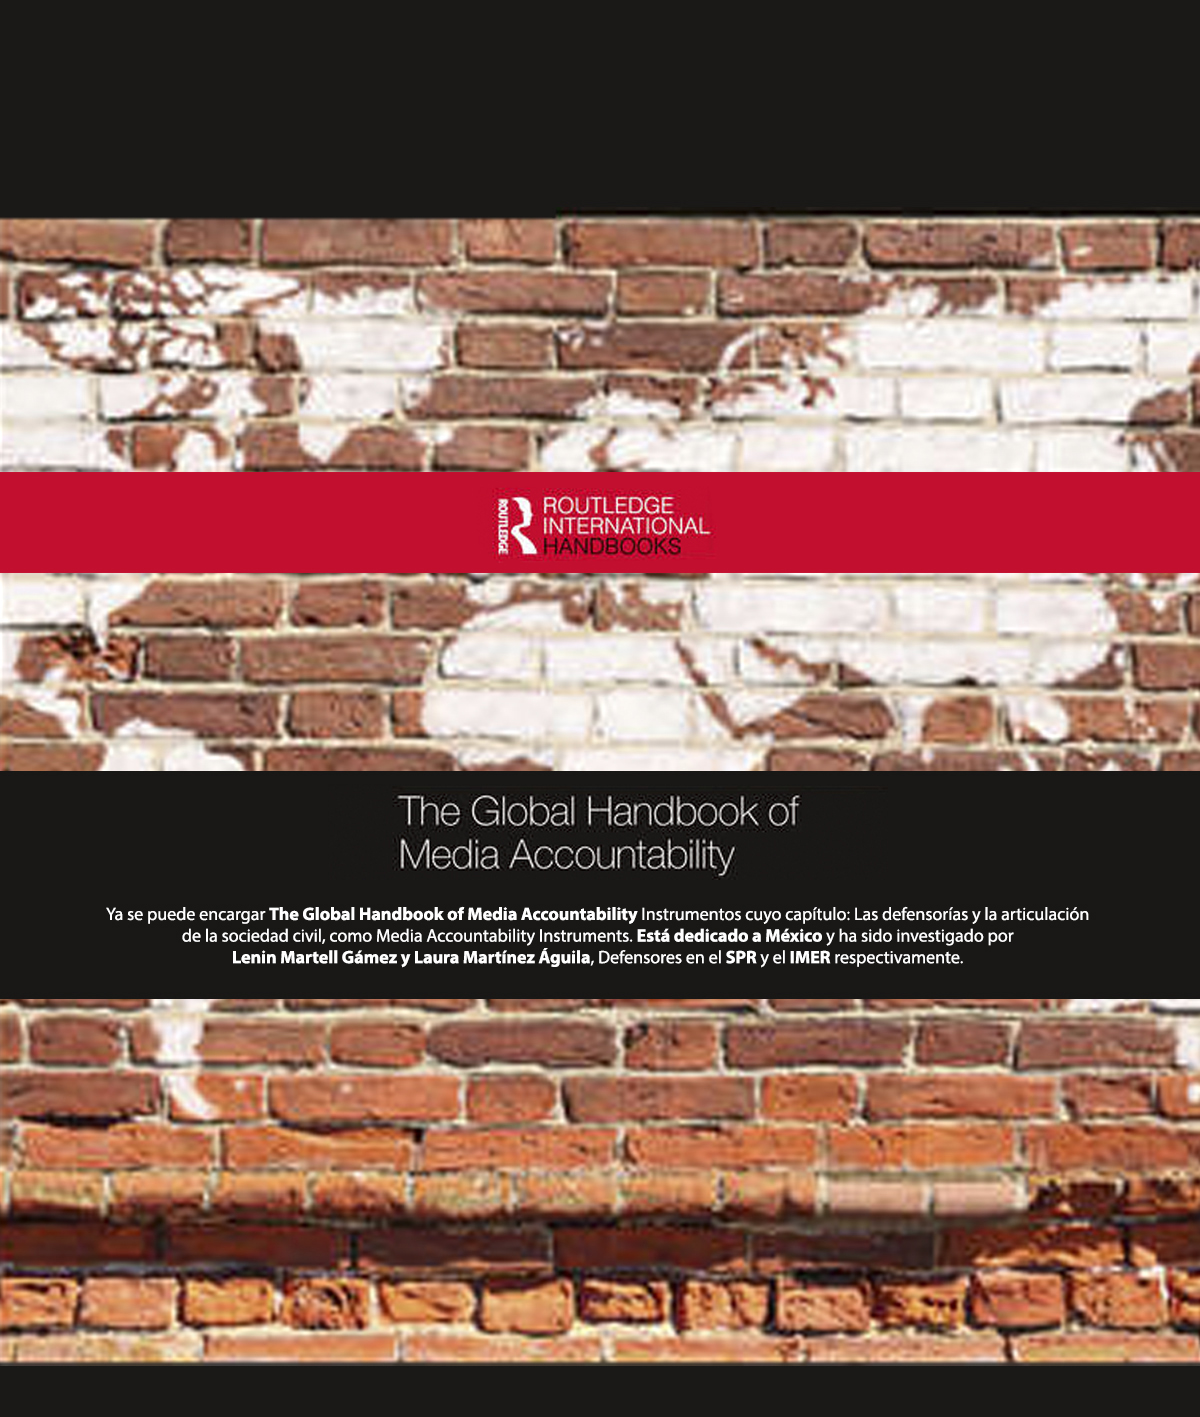 ROUTLEDGE
ROUTLEDGE
INTERNATIONAL
HANDBOOKS
The Global Handbook of
Media Accountability
Ya se puede encargar The Global Handbook of Media Accountability Instrumentos cuyo capítulo: Las defensorías y la articulación
de la sociedad civil, como Media Accountability Instruments. Está dedicado a México y ha sido investigado por
Lenin Martell Gámez y Laura Martínez Águila, Defensores en el SPR y el IMER respectivamente.